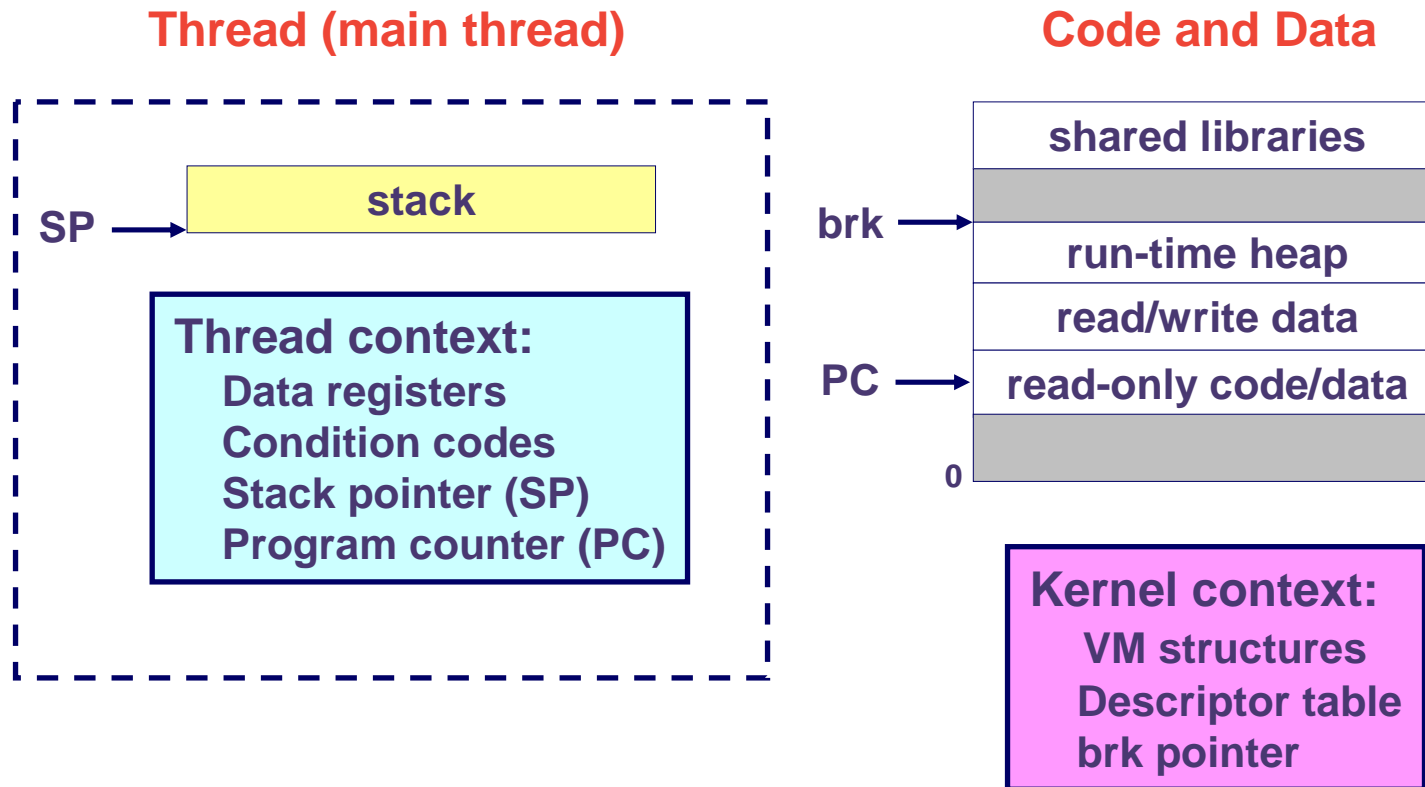 Thread (main thread)
stack
SP
Thread context:
Data registers
Condition codes
Stack pointer (SP)
Program counter (PC)
Code and Data
shared libraries
brk
run-time heap
read/write data
PC
read-only code/data
0
Kernel context:
VM structures
Descriptor table
brk pointer